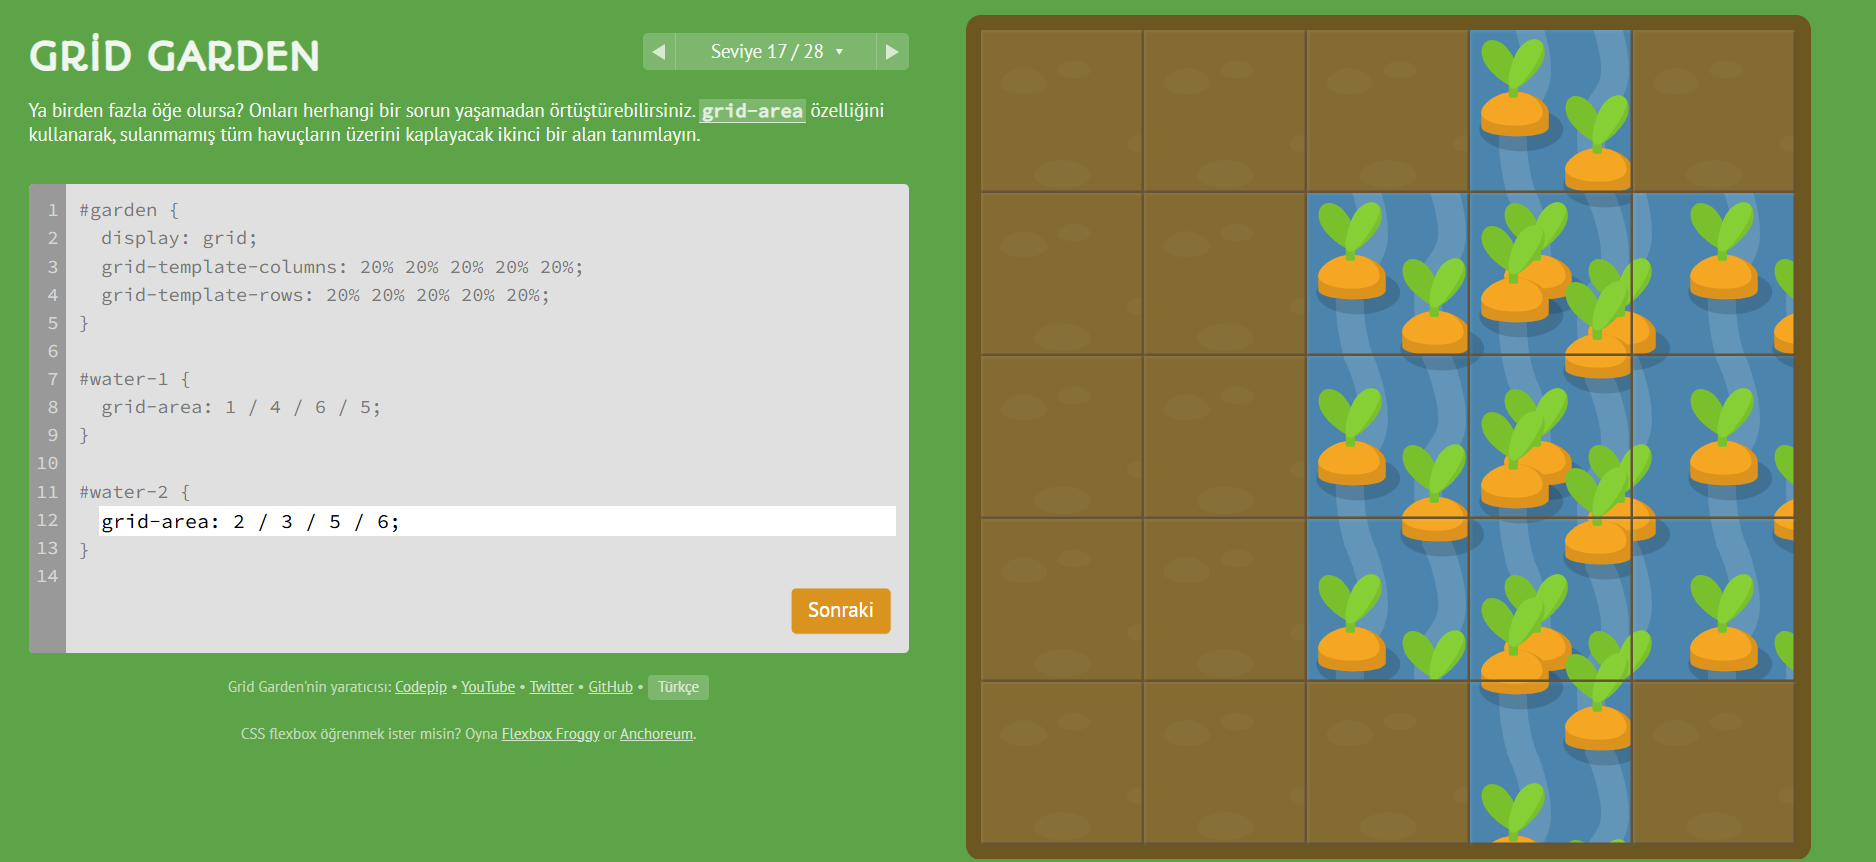 GRİD GARDEN
Seviye 17 / 28
Ya birden fazla öğe olursa? Onları herhangi bir sorun yaşamadan örtüştürebilirsiniz. grid-area özelliğini
kullanarak, sulanmamış tüm havuçların üzerini kaplayacak ikinci bir alan tanımlayın.
1 #garden {
2 display: grid;
3 grid-template-columns: 20% 20% 20% 20% 20%;
4 grid-template-rows: 20% 20% 20% 20% 20%;
5 }
6
7 #water-1 {
8 grid-area: 1 / 4 / 6 / 5;
9 }
10
11 #water-2 {
12 grid-area: 2 / 3 / 5 / 6;
13 }
14
Sonraki
Grid Garden'nin yaratıcısı: Codepip • YouTube • Twitter • GitHub • Türkçe
CSS flexbox öğrenmek ister misin? Oyna Flexbox Froggy or Anchoreum.